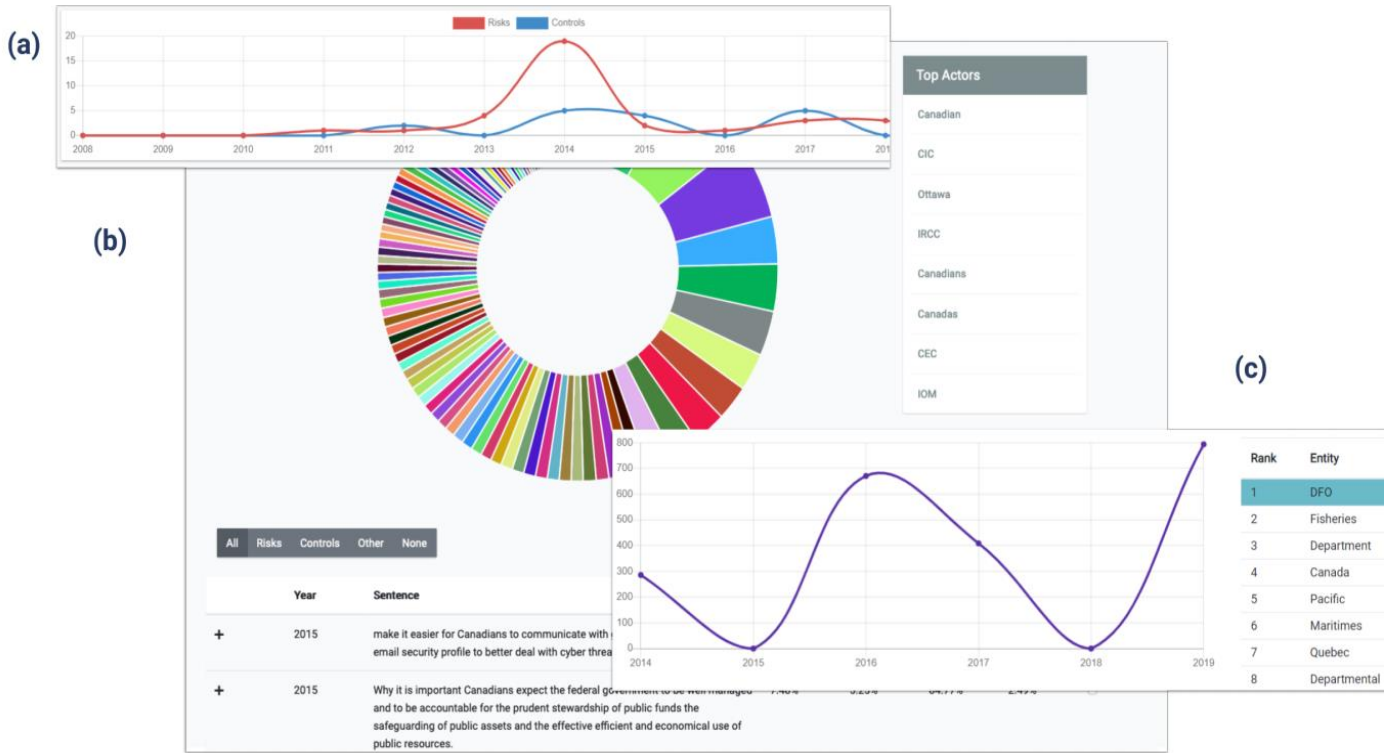 (a)
Risks Controls
20
15
10
5
0
2008 2009 2010 2011 2012 2013 2014 2015 2016 2017
(b)
Top Actors
Canadian
CIC
Ottawa
IRCC
Canadians
Canadas
CEC
IOM
All Risks Controls Other None
Year Sentence
+ 2015 make it easier for Canadians to communicate with
email security profile to better deal with cyber
+ 2015 Why it is important Canadians expect the federal government to be well managed
and to be accountable for the prudent stewardship of public funds the
safeguarding of public assets and the effective efficient and economical use of
public resources.
(c)
800
700
600
500
400
300
200
100
0
2014 2015 2016 2017 2018 2019
Rank Entity
1 DFO
2 Fisheries
3 Department
4 Canada
5 Pacific
6 Maritimes
7 Quebec
8 Departmental